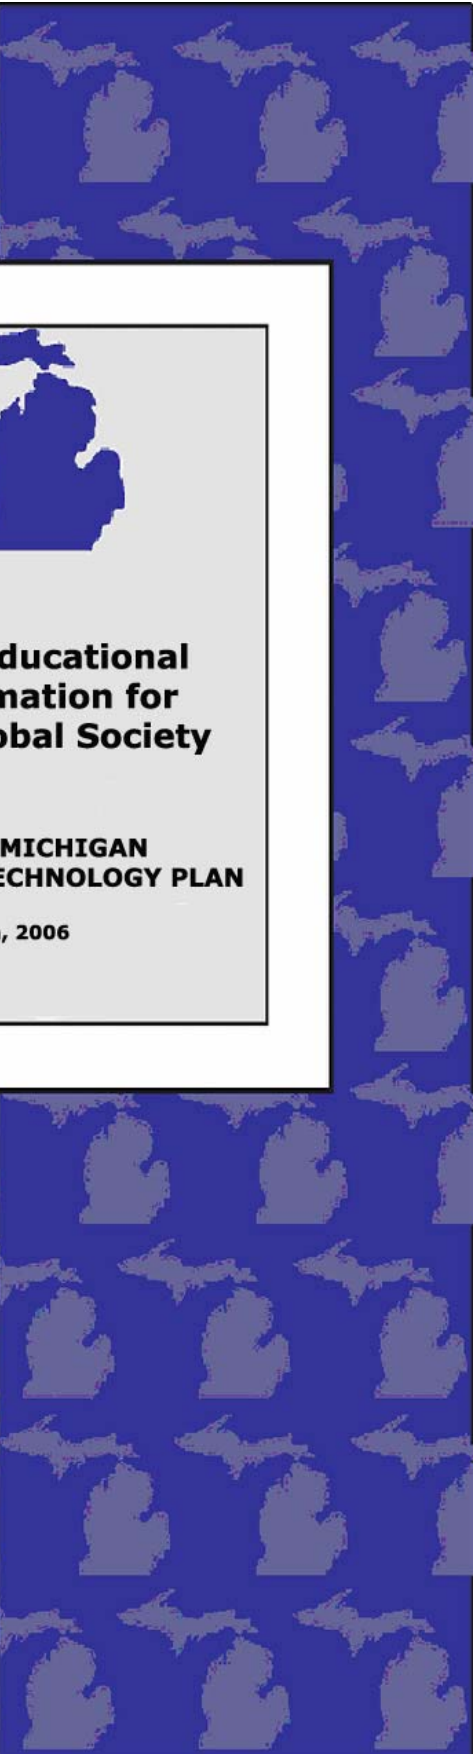 ducational
mation for
obal Society
MICHIGAN
ECHNOLOGY PLAN
, 2006